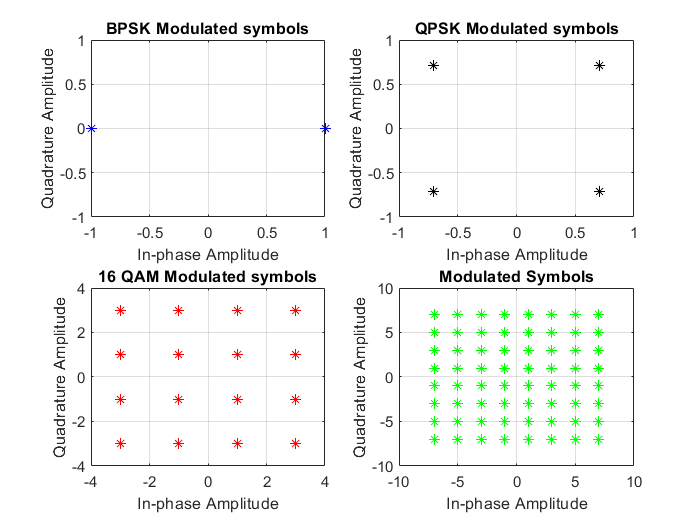 BPSK Modulated symbols
1
0.5
0
-0.5
-1
Quadrature Amplitude
-1 -0.5 0 0.5 1
In-phase Amplitude
QPSK Modulated symbols
1
0.5
0
-0.5
-1
Quadrature Amplitude
-1 -0.5 0 0.5 1
In-phase Amplitude
16 QAM Modulated symbols
4
2
0
-2
-4
Quadrature Amplitude
-4 -2 0 2 4
In-phase Amplitude
Modulated Symbols
10
5
0
-5
-10
Quadrature Amplitude
-10 -5 0 5 10
In-phase Amplitude